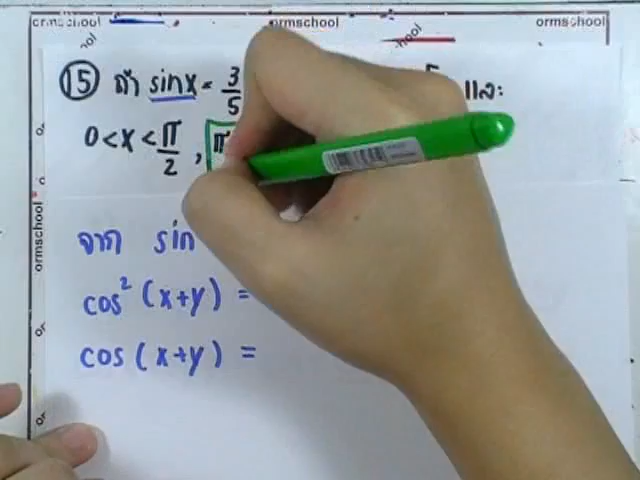 ormschool ormschool ormschool
15 ถ้า sinx = 3/5 และ
0 < x < π/2 , π
จาก sin
cos² (x+y) =
cos (x+y) =
ormschool